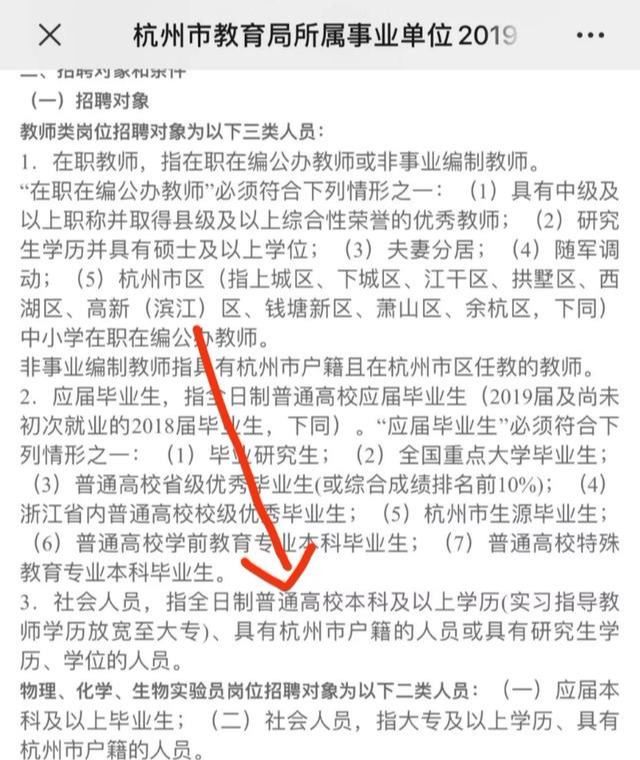 杭州市教育局所属事业单位2019
二、招聘对象和条件
（一）招聘对象
教师类岗位招聘对象为以下三类人员：
1．在职教师，指在职在编公办教师或非事业编制教师。
“在职在编公办教师”必须符合下列情形之一：（1）具有中级及
以上职称并取得县级及以上综合性荣誉的优秀教师；（2）研究
生学历并具有硕士及以上学位；（3）夫妻分居；（4）随军调
动；（5）杭州市区（指上城区、下城区、江干区、拱墅区、西
湖区、高新（滨江）区、钱塘新区、萧山区、余杭区，下同）
中小学在职在编公办教师。
非事业编制教师指具有杭州市户籍且在杭州市区任教的教师。
2．应届毕业生，指全日制普通高校应届毕业生（2019届及尚未
初次就业的2018届毕业生，下同）。“应届毕业生”必须符合下
列情形之一：（1）毕业研究生；（2）全国重点大学毕业生；
（3）普通高校省级优秀毕业生(或综合成绩排名前10%)；（4）
浙江省内普通高校校级优秀毕业生；（5）杭州市生源毕业生；
（6）普通高校学前教育专业本科毕业生；（7）普通高校特殊
教育专业本科毕业生。
3．社会人员，指全日制普通高校本科及以上学历(实习指导教
师学历放宽至大专)、具有杭州市户籍的人员或具有研究生学
历、学位的人员。
物理、化学、生物实验员岗位招聘对象为以下二类人员：（一）应届本
科及以上毕业生；（二）社会人员，指大专及以上学历、具有
杭州市户籍的人员。